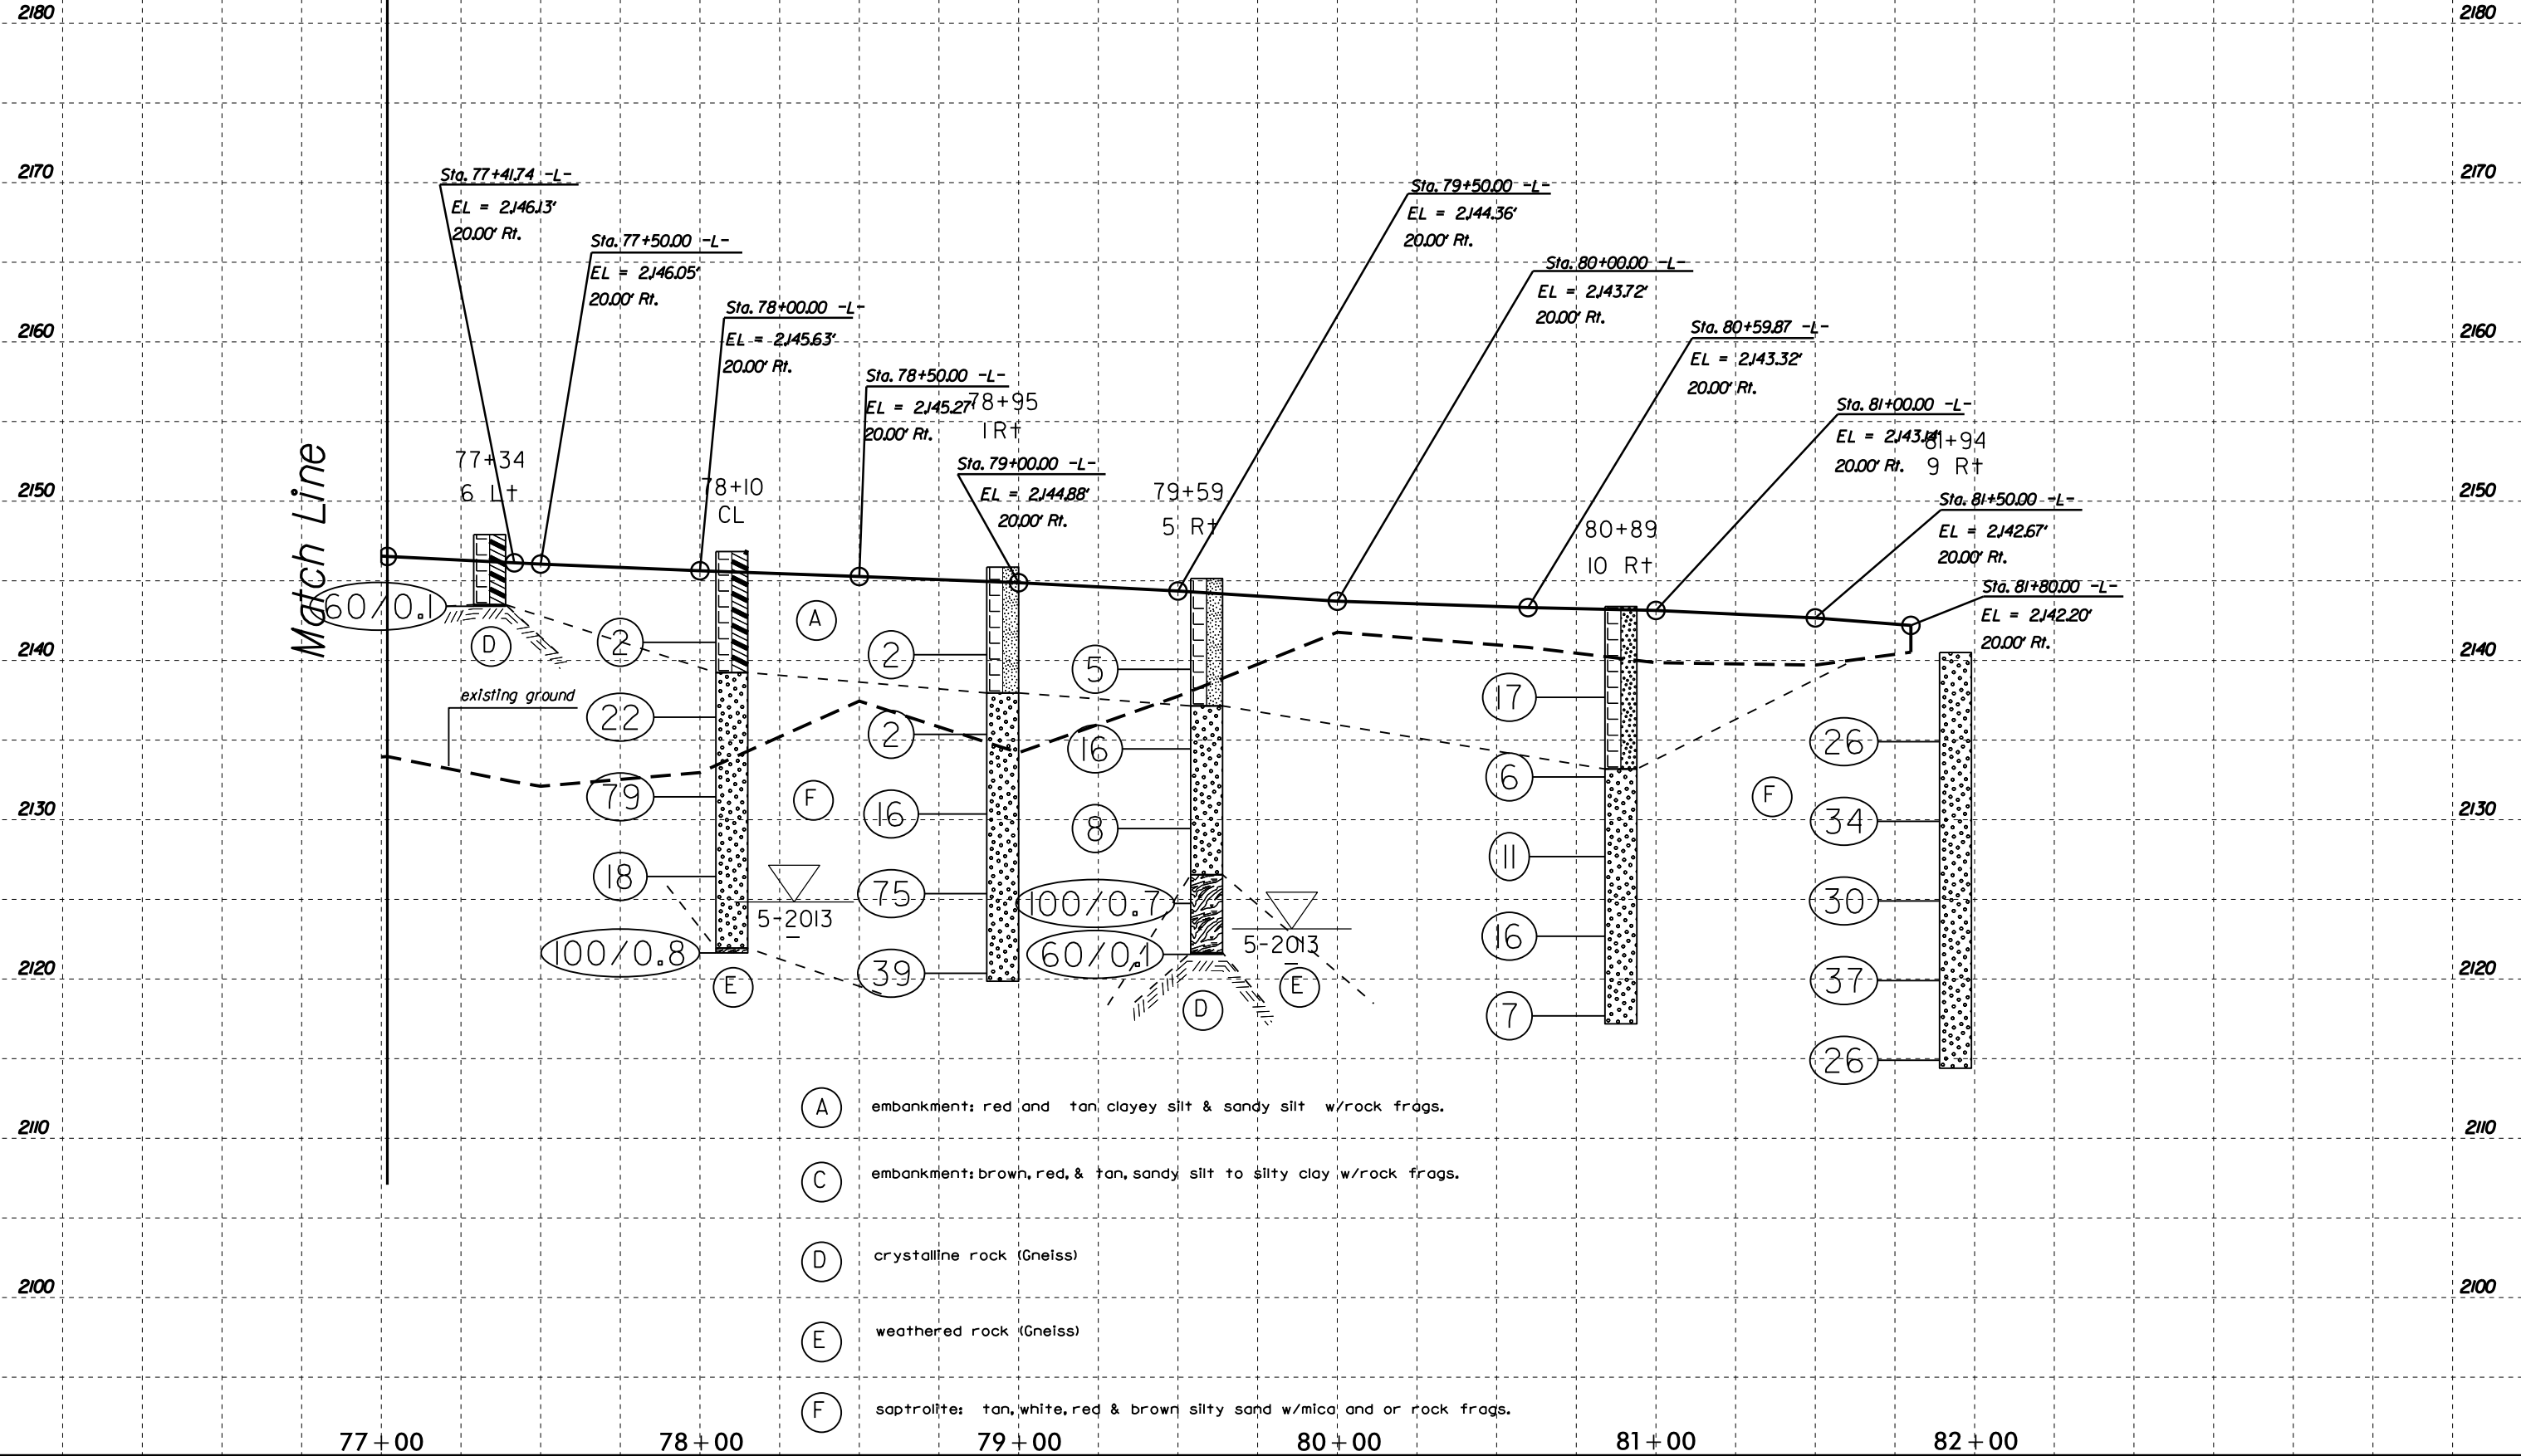 2180
2180
2170
2170
Sta. 77+41.74 -L-
EL = 2,146.13'
20.00' Rt.
Sta. 79+50.00 -L-
EL = 2,144.36'
20.00' Rt.
Sta. 77+50.00 -L-
EL = 2,146.05'
20.00' Rt.
Sta. 80+00.00 -L-
EL = 2,143.72'
20.00' Rt.
2160
2160
Sta. 78+00.00 -L-
EL = 2,145.63'
20.00' Rt.
Sta. 80+59.87 -L-
EL = 2,143.32'
20.00' Rt.
Sta. 78+50.00 -L-
EL = 2,145.27'
20.00' Rt.
78+95
1 Rt
Sta. 81+00.00 -L-
EL = 2,143.14'
20.00' Rt.
81+94
9 Rt
Match Line
77+34
6 Lt
78+10
CL
Sta. 79+00.00 -L-
EL = 2,144.88'
20.00' Rt.
79+59
5 Rt
80+89
10 Rt
2150
2150
Sta. 81+50.00 -L-
EL = 2,142.67'
20.00' Rt.
Sta. 81+80.00 -L-
EL = 2,142.20'
20.00' Rt.
60/0.1
D
2
A
2
5
2140
2140
existing ground
22
2
16
17
26
79
F
16
8
6
F
34
2130
2130
18
5-2013
75
100/0.7
5-2013
11
30
100/0.8
E
39
60/0.1
D
E
16
37
2120
2120
7
26
A
embankment: red and tan clayey silt & sandy silt w/rock frags.
2110
2110
C
embankment: brown, red, & tan, sandy silt to silty clay w/rock frags.
D
crystalline rock (Gneiss)
2100
2100
E
weathered rock (Gneiss)
F
saptrolite: tan, white, red & brown silty sand w/mica and or rock frags.
77+00
78+00
79+00
80+00
81+00
82+00